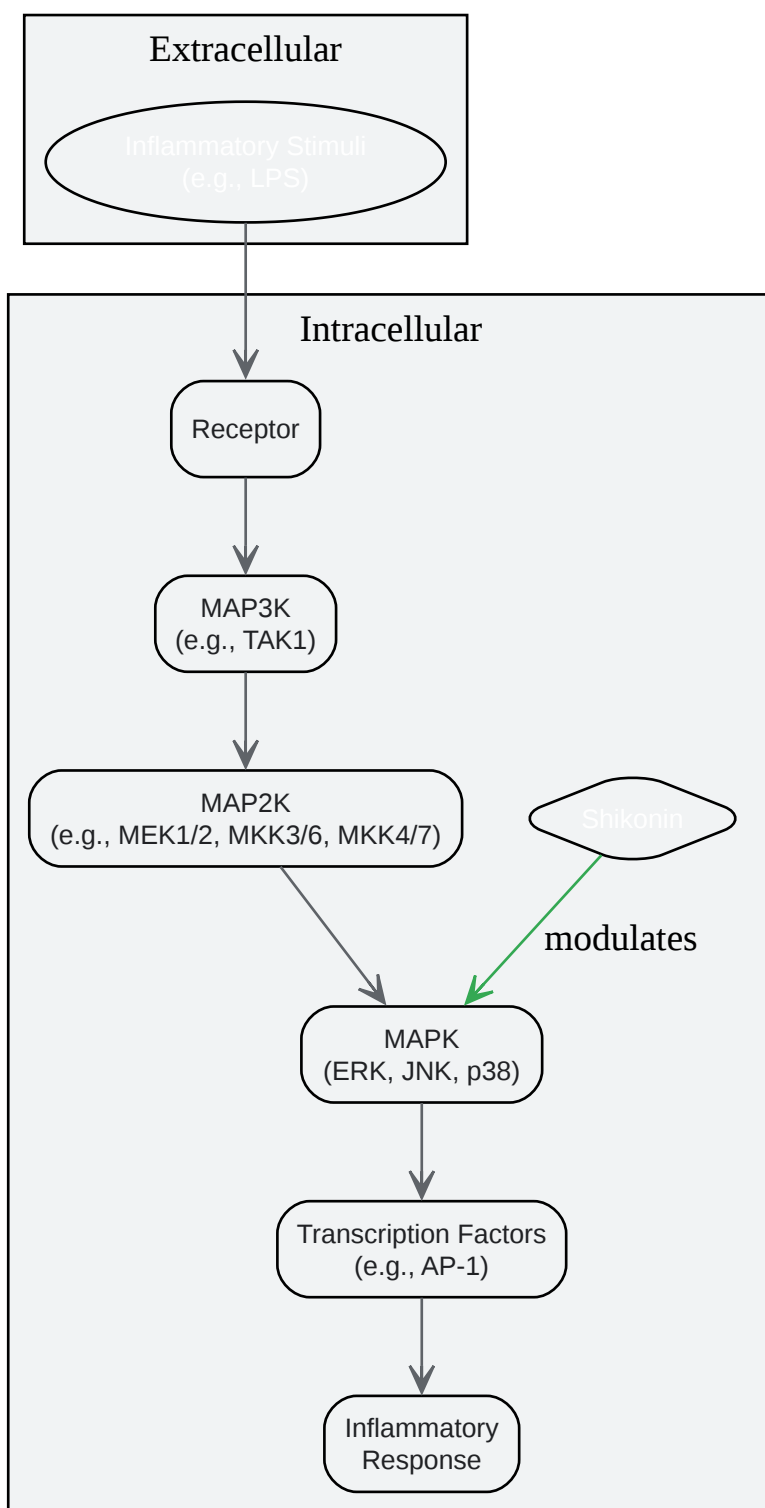 Extracellular
Inflammatory Stimuli
(e.g., LPS)
Intracellular
Receptor
MAP3K
(e.g., TAK1)
MAP2K
(e.g., MEK1/2, MKK3/6, MKK4/7)
Shikonin
modulates
MAPK
(ERK, JNK, p38)
Transcription Factors
(e.g., AP-1)
Inflammatory
Response